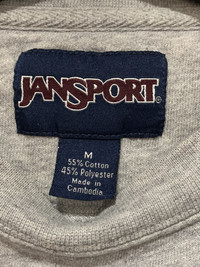 JANSPORT®
M
55% Cotton
45% Polyester
Made in
Cambodia